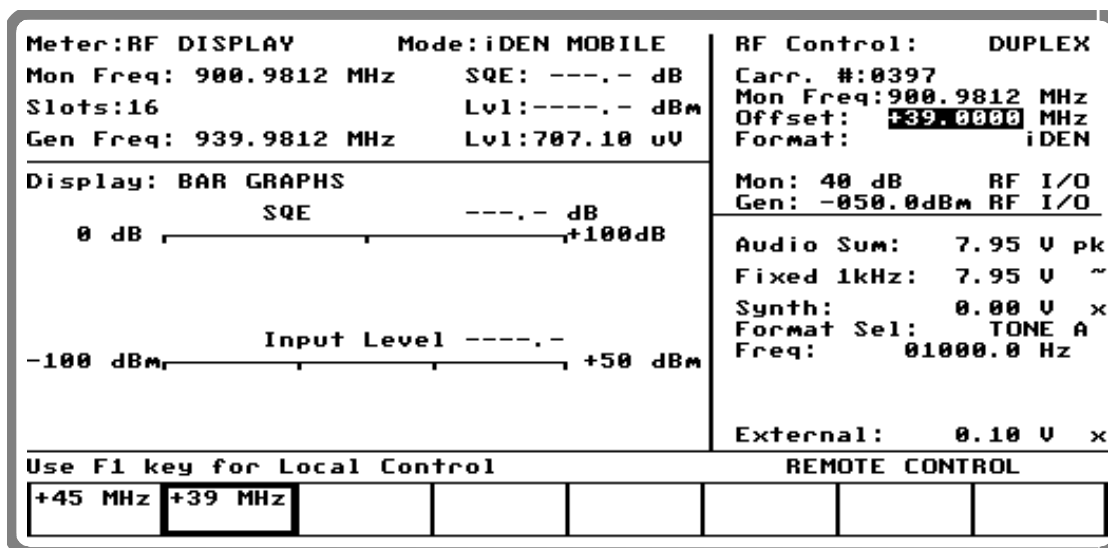 Meter:RF DISPLAY Mode:iDEN MOBILE
Mon Freq: 900.9812 MHz SQE: ---.- dB
Slots:16 Lvl:----.- dBm
Gen Freq: 939.9812 MHz Lvl:707.10 uV
Display: BAR GRAPHS
SQE ---.- dB
0 dB +100dB
Input Level ----.-
-100 dBm +50 dBm
RF Control: DUPLEX
Carr. #:0397
Mon Freq:900.9812 MHz
Offset: +39.0000 MHz
Format: iDEN
Mon: 40 dB RF I/O
Gen: -050.0dBm RF I/O
Audio Sum: 7.95 V pk
Fixed 1kHz: 7.95 V ~
Synth: 0.00 V x
Format Sel: TONE A
Freq: 01000.0 Hz
External: 0.10 V x
Use F1 key for Local Control REMOTE CONTROL
+45 MHz +39 MHz